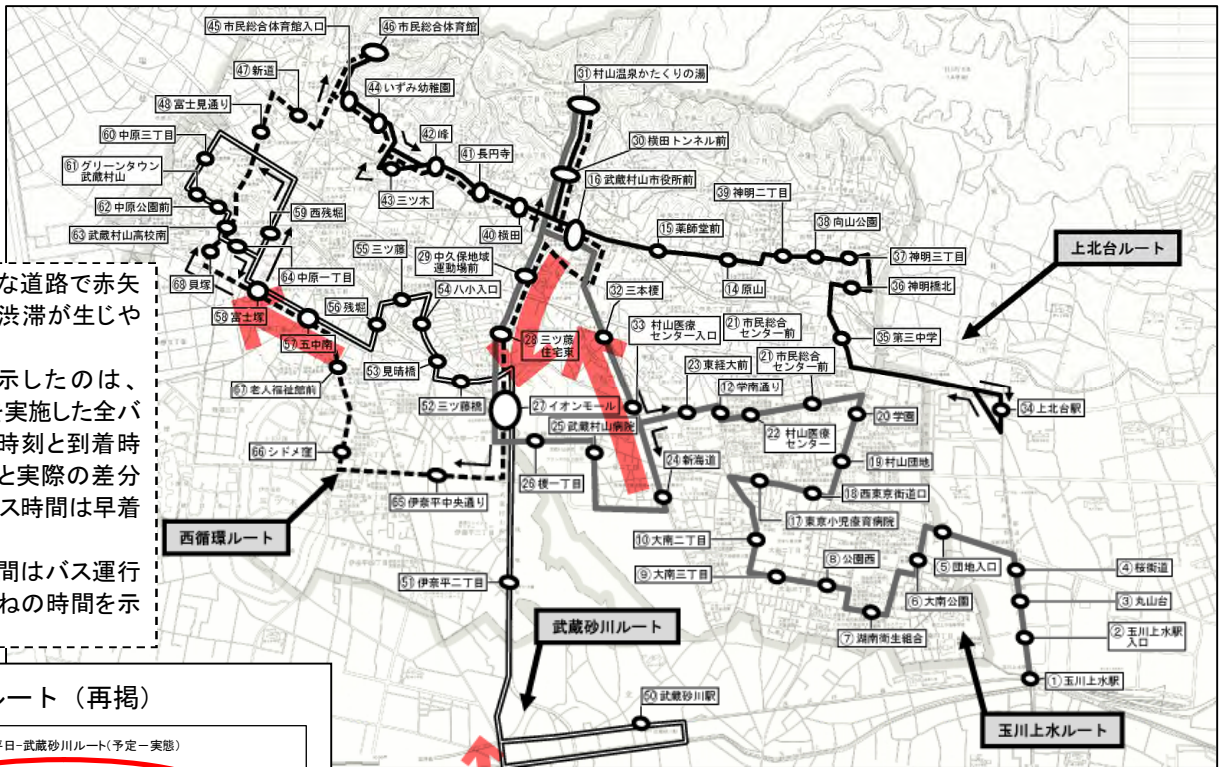 ㊺市民総合体育館入口
㊻市民総合体育館
㊼新道
㊹いずみ幼稚園
㉛村山温泉かたくりの湯
㊽富士見通り
㊿武蔵砂川駅
60中原三丁目
61グリーンタウン
武蔵村山
62中原公園前
63武蔵村山高校南
㊷峰
㊶長円寺
㉚横田トンネル前
⑯武蔵村山市役所前
㊴神明二丁目
㊳向山公園
㊸三ツ木
59西残堀
㊵横田
⑮薬師堂前
㊲神明三丁目
上北台ルート
55三ツ藤
㉙中久保地域
運動場前
68貝塚
64中原一丁目
54八小入口
㉜三本榎
⑭原山
㊱神明橋北
58富士塚
56残堀
㉝村山医療
センター入口
㉑市民総合
センター前
㉟第三中学
57五中南
㉘三ツ藤
住宅東
㉑市民総合
センター前
53見晴橋
㉓東経大前
67老人福祉館前
⑫学南通り
52三ツ藤橋
㉗イオンモール
㉞上北台駅
㉕武蔵村山病院
⑳学園
㉒村山医療
センター
66シドメ窪
㉔新海道
⑲村山団地
㉖榎一丁目
65伊奈平中央通り
⑱西東京街道口
西循環ルート
⑰東京小児療育病院
⑩大南二丁目
⑧公園西
51伊奈平二丁目
⑨大南三丁目
⑤団地入口
④桜街道
⑥大南公園
③丸山台
武蔵砂川ルート
⑦湖南衛生組合
②玉川上水駅
入口
①玉川上水駅
玉川上水ルート
な道路で赤矢
渋滞が生じや
示したのは、
を実施した全バ
時刻と到着時
と実際の差分
ス時間は早着
間はバス運行
ねの時間を示
ルート（再掲）
平日-武蔵砂川ルート(予定－実態)